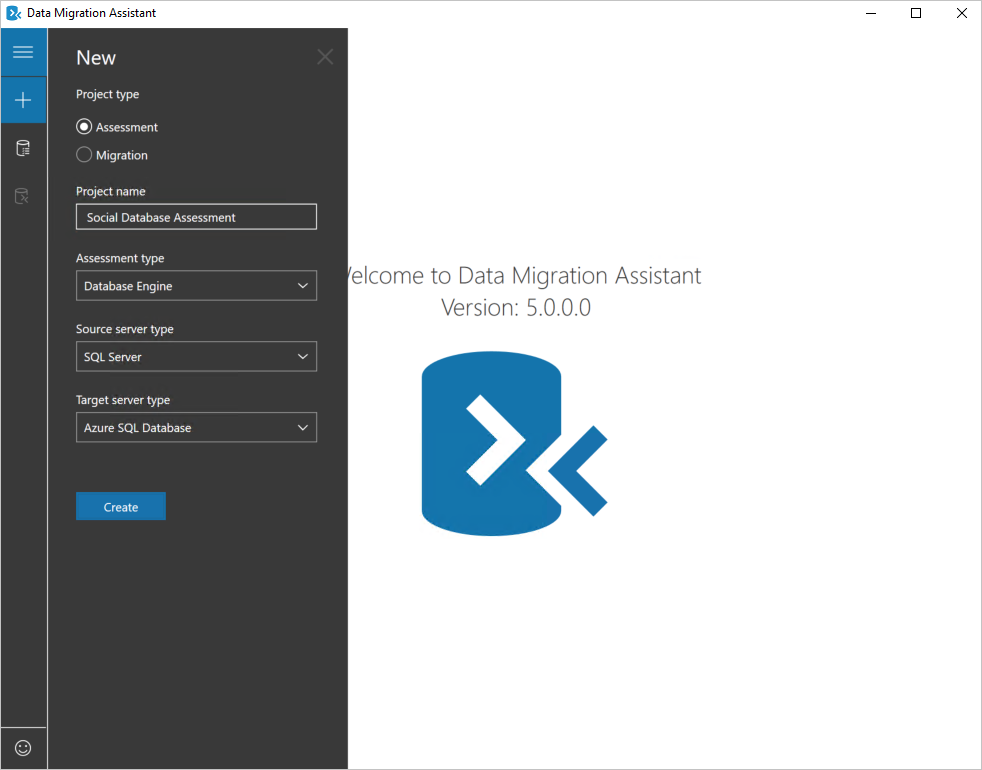 Data Migration Assistant
New
Project type
Assessment
Migration
Project name
Social Database Assessment
Assessment type
Database Engine
Source server type
SQL Server
Target server type
Azure SQL Database
Create
elcome to Data Migration Assistant
Version: 5.0.0.0